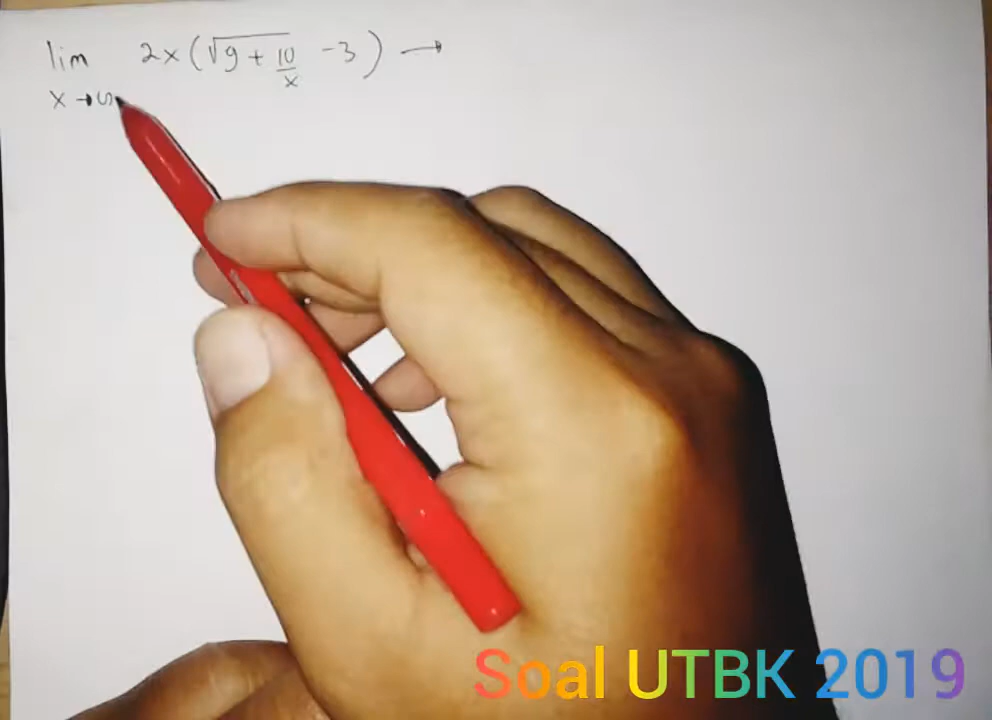 lim 2x(√9 + 10/x - 3) →
x → ∞
Soal UTBK 2019